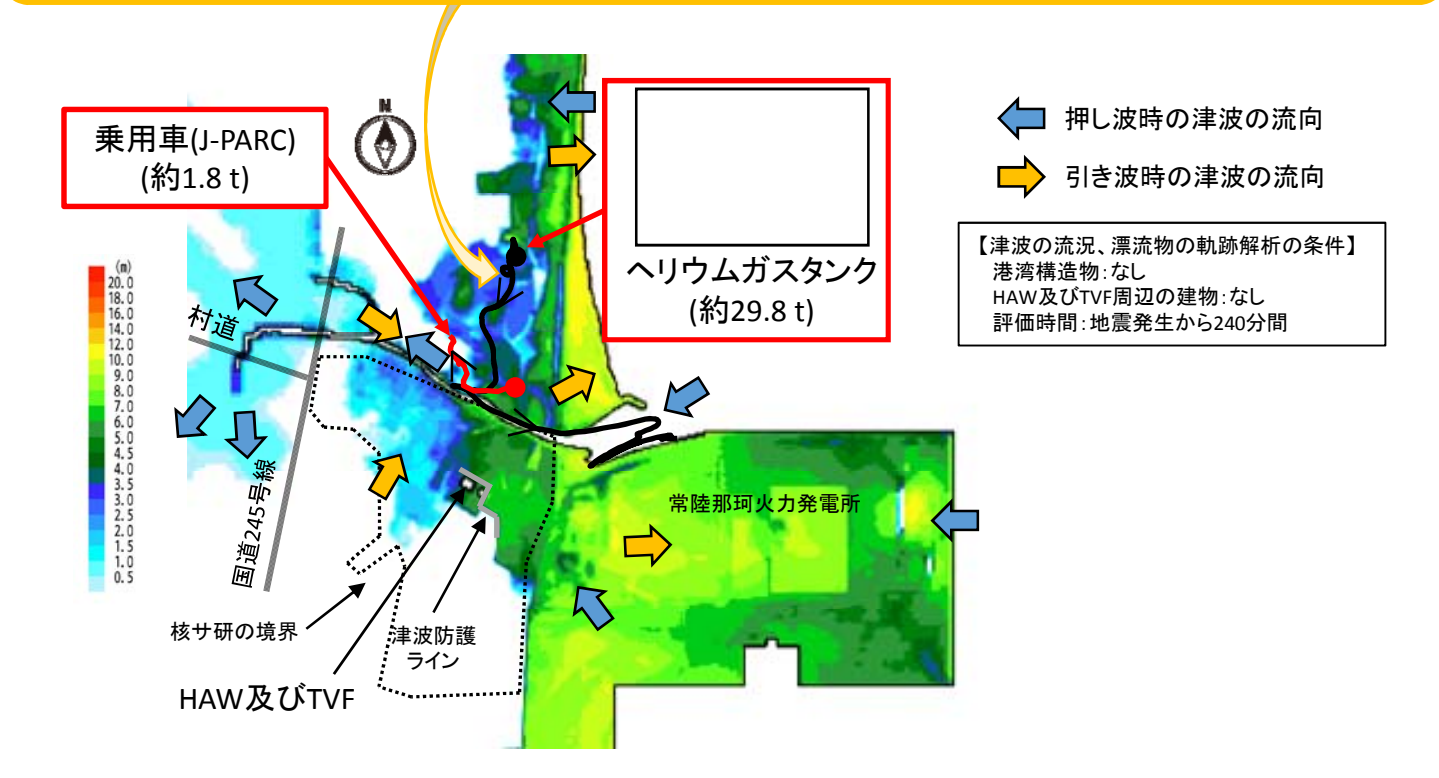 乗用車(J-PARC)
(約1.8 t)
N
ヘリウムガスタンク
(約29.8 t)
押し波時の津波の流向
引き波時の津波の流向
【津波の流況、漂流物の軌跡解析の条件】
港湾構造物:なし
HAW及びTVF周辺の建物:なし
評価時間:地震発生から240分間
(m)
20.0
18.0
16.0
14.0
12.0
10.0
9.0
8.0
7.0
6.0
5.0
4.5
4.0
3.5
3.0
2.5
2.0
1.5
1.0
0.5
村道
国道245号線
常陸那珂火力発電所
核サ研の境界
津波防護
ライン
HAW及びTVF